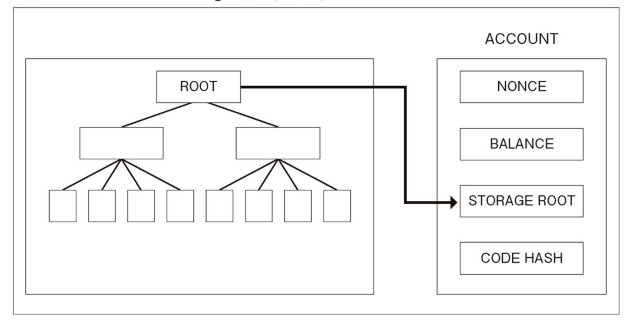 ACCOUNT
ROOT
NONCE
BALANCE
STORAGE ROOT
CODE HASH